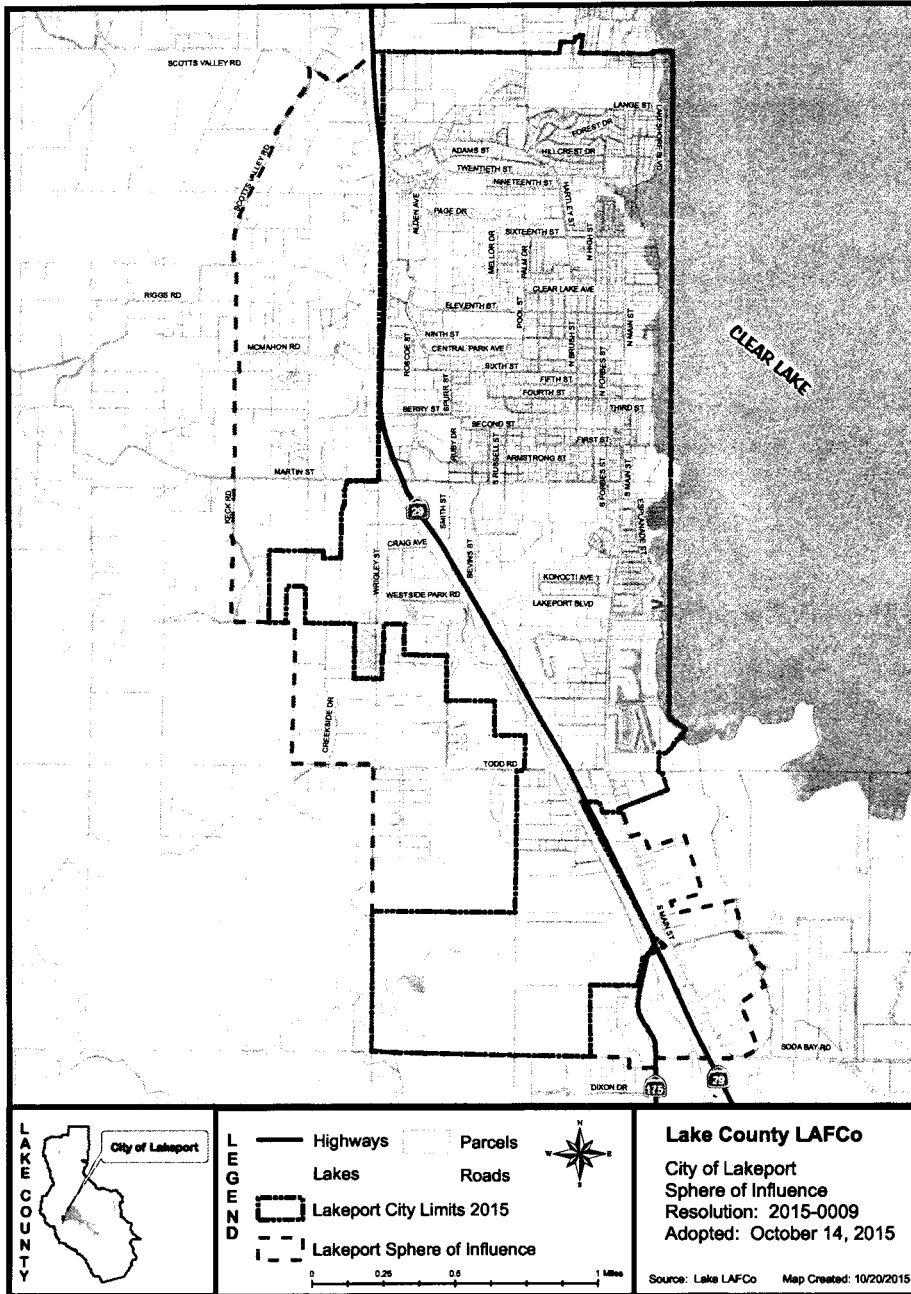 SCOTTS VALLEY RD
LANGE ST
LAKESHORE BLVD
FOREST DR
ADAMS ST
HILLCREST DR
TWENTIETH ST
NINETEENTH ST
SCOTTS VALLEY RD
HARTLEY ST
ALDEN AVE
PAGE DR
SIXTEENTH ST
N HIGH ST
MELLOR DR
PALM DR
CLEAR LAKE AVE
RIGGS RD
ELEVENTH ST
POOL ST
N MAIN ST
NINTH ST
N BRUSH ST
MCMAHON RD
CENTRAL PARK AVE
ROSCOE ST
CLEAR LAKE
SIXTH ST
N FORBES ST
FIFTH ST
SPURR ST
FOURTH ST
BERRY ST
THIRD ST
SECOND ST
RUBY DR
FIRST ST
S RUSSELL ST
ARMSTRONG ST
MARTIN ST
S FORBES ST
S MAIN ST
KECK RD
29
SMITH ST
ESPLANADE ST
CRAIG AVE
BEVINS ST
WRIGLEY ST
KONOCTI AVE
WESTSIDE PARK RD
LAKEPORT BLVD
CREEKSIDE DR
TODD RD
S MAIN ST
SODA BAY RD
DIXON DR
175
29
LAKE COUNTY
City of Lakeport
LEGEND
Highways
Parcels
Lakes
Roads
Lakeport City Limits 2015
Lakeport Sphere of Influence
N
W E
S
0 0.25 0.5 1 Miles
Lake County LAFCo
City of Lakeport
Sphere of Influence
Resolution: 2015-0009
Adopted: October 14, 2015
Source: Lake LAFCo Map Created: 10/20/2015